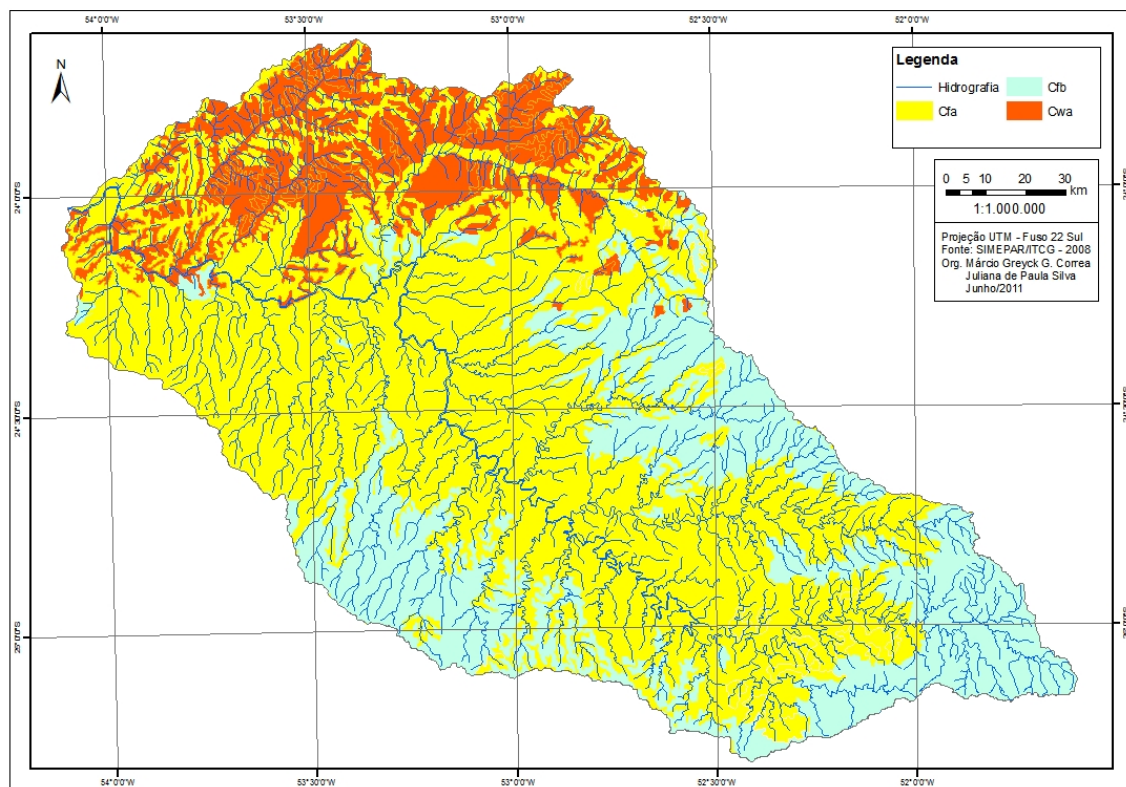 54°0'0"W 53°30'0"W 53°0'0"W 52°30'0"W 52°0'0"W
N
Legenda
Hidrografia Cfb
Cfa Cwa
0 5 10 20 30
km
1:1.000.000
Projeção UTM - Fuso 22 Sul
Fonte: SIMEPAR/ITCG - 2008
Org. Márcio Greyck G. Correa
Juliana de Paula Silva
Junho/2011
24°0'0"S
24°30'0"S
25°0'0"S
54°0'0"W 53°30'0"W 53°0'0"W 52°30'0"W 52°0'0"W